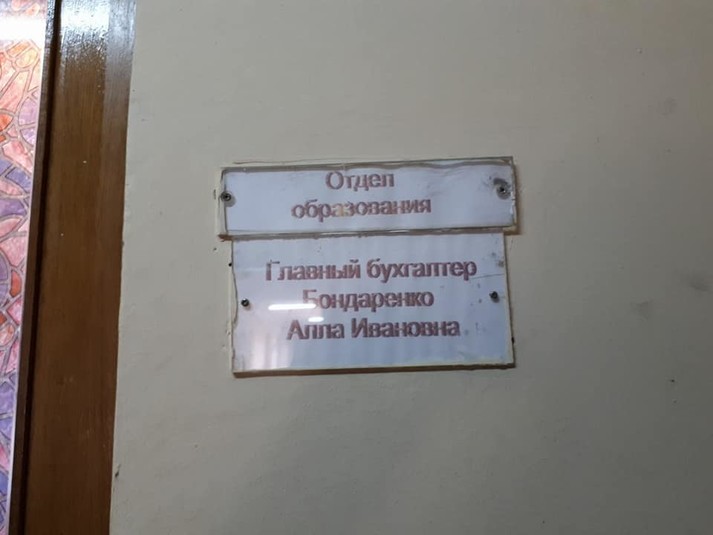 Отдел
образования
Главный бухгалтер
Бондаренко
Алла Ивановна